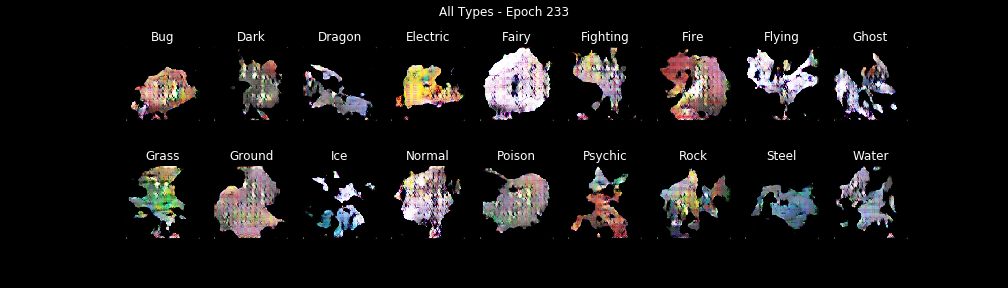 All Types - Epoch 233
Bug Dark Dragon Electric Fairy Fighting Fire Flying Ghost
Grass Ground Ice Normal Poison Psychic Rock Steel Water